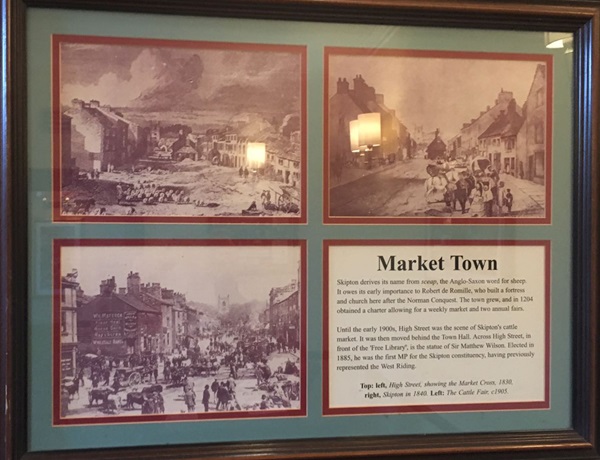 Market Town
Skipton derives its name from sceap, the Anglo-Saxon word for sheep.
It owes its early importance to Robert de Romille, who built a fortress
and church here after the Norman Conquest. The town grew, and in 1204
obtained a charter allowing for a weekly market and two annual fairs.
Until the early 1900s, High Street was the scene of Skipton's cattle
market. It was then moved behind the Town Hall. Across High Street, in
front of the 'Free Library', is the statue of Sir Matthew Wilson. Elected in
1885, he was the first MP for the Skipton constituency, having previously
represented the West Riding.
Top: left, High Street, showing the Market Cross, 1830,
right, Skipton in 1840. Left: The Cattle Fair, c1905.